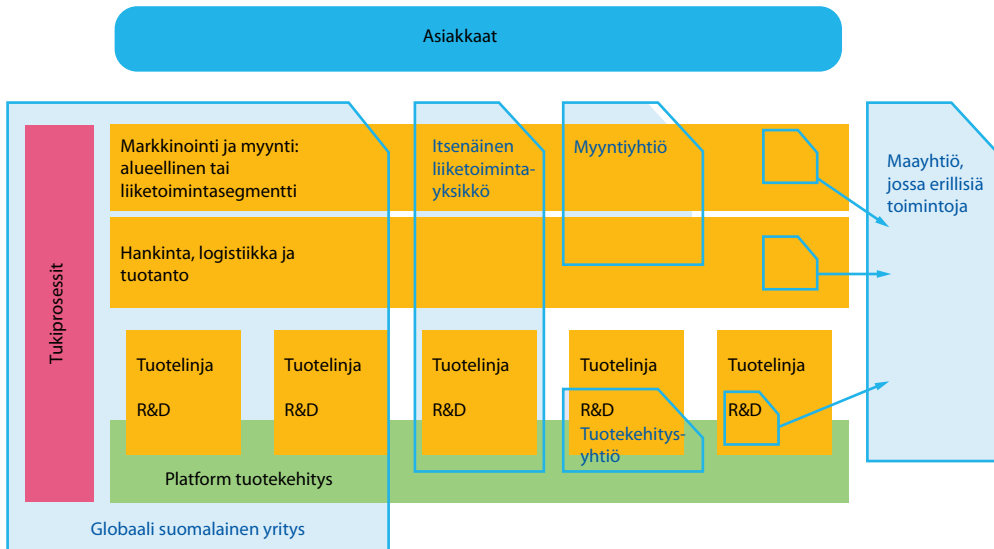 Asiakkaat
Markkinointi ja myynti:
alueellinen tai
liiketoimintasegmentti
Itsenäinen
liiketoiminta-
yksikkö
Myyntiyhtiö
Maayhtiö,
jossa erillisiä
toimintoja
Hankinta, logistiikka ja
tuotanto
Tukiprosessit
Tuotelinja
R&D
Tuotelinja
R&D
Tuotelinja
R&D
Tuotelinja
R&D
Tuotekehitys-
yhtiö
Tuotelinja
R&D
Platform tuotekehitys
Globaali suomalainen yritys